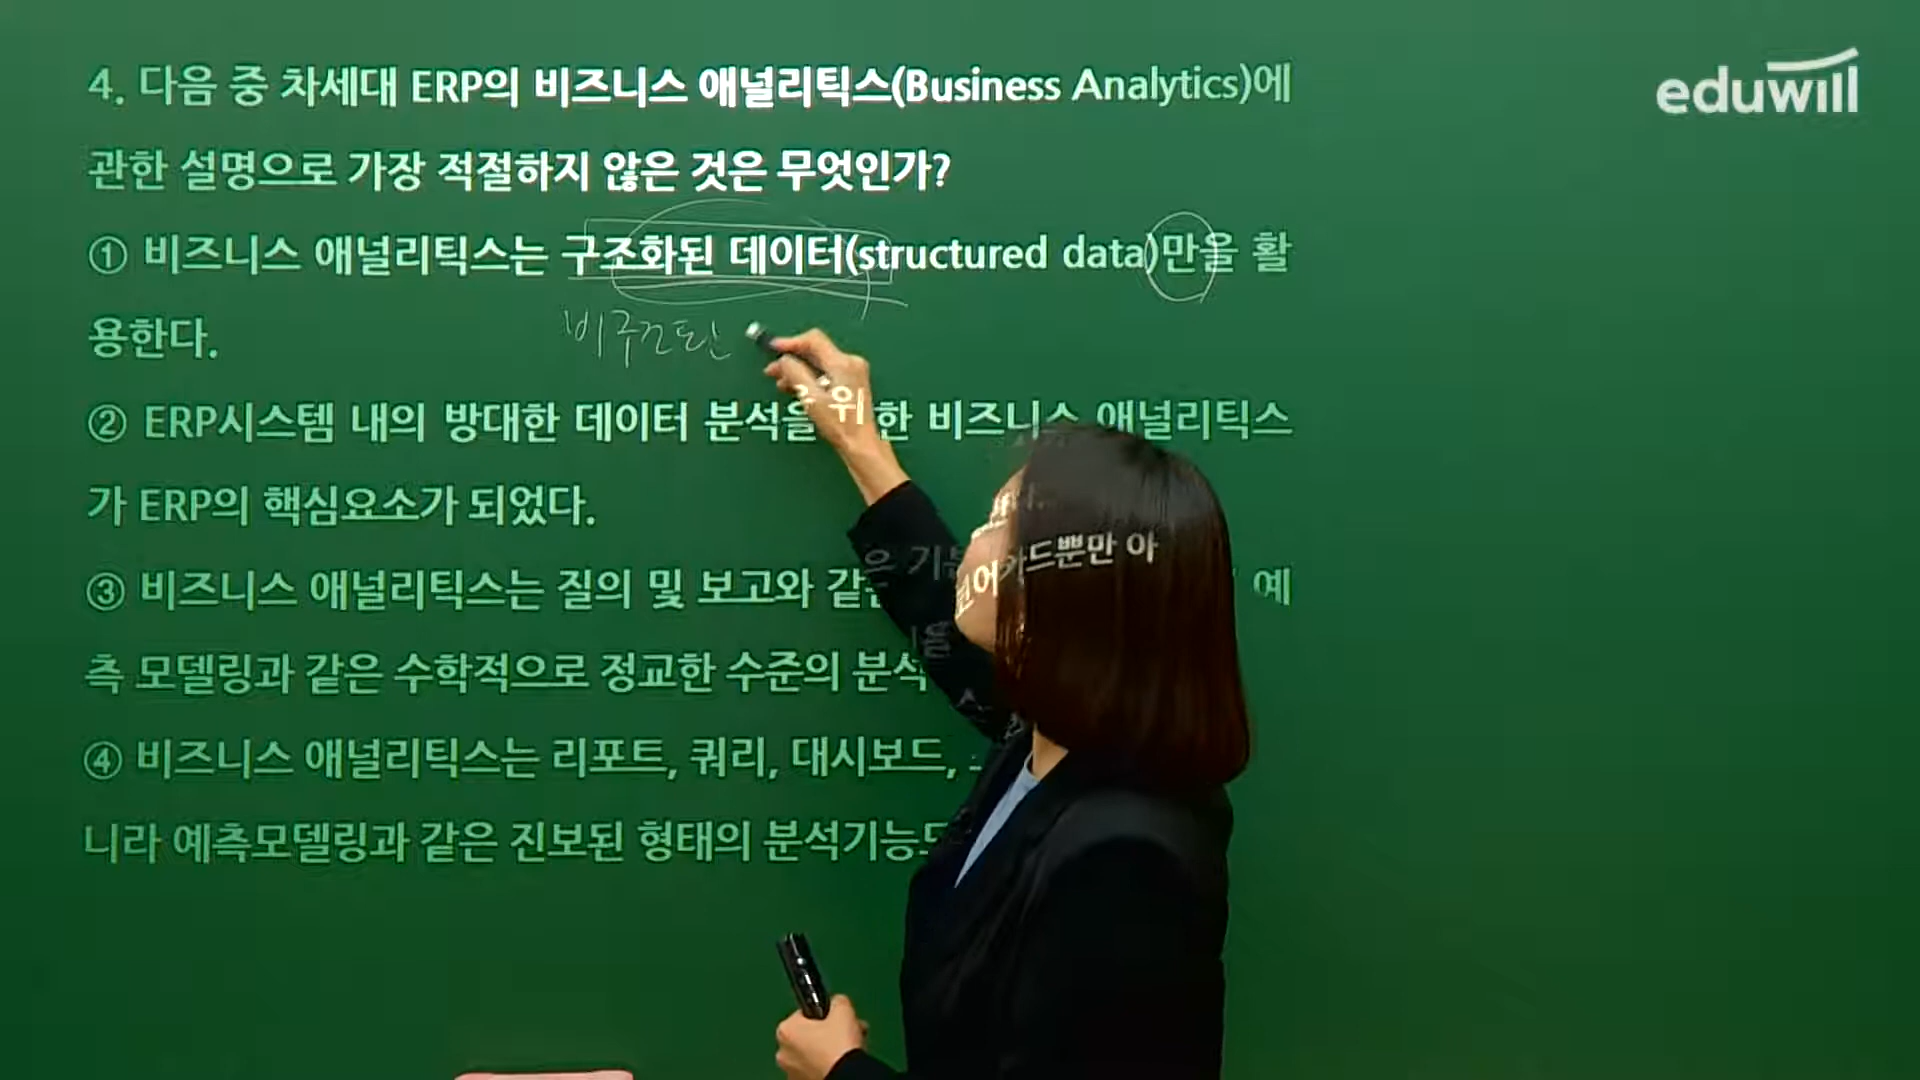 eduwill
4. 다음 중 차세대 ERP의 비즈니스 애널리틱스(Business Analytics)에
관한 설명으로 가장 적절하지 않은 것은 무엇인가?
① 비즈니스 애널리틱스는 구조화된 데이터(structured data)만을 활
용한다.
비구조화
② ERP시스템 내의 방대한 데이터 분석을 위한 비즈니스 애널리틱스
가 ERP의 핵심요소가 되었다.
③ 비즈니스 애널리틱스는 질의 및 보고와 같은 기본 예
측 모델링과 같은 수학적으로 정교한 수준의 분석
④ 비즈니스 애널리틱스는 리포트, 쿼리, 대시보드, 스코어카드뿐만 아
니라 예측모델링과 같은 진보된 형태의 분석기능도